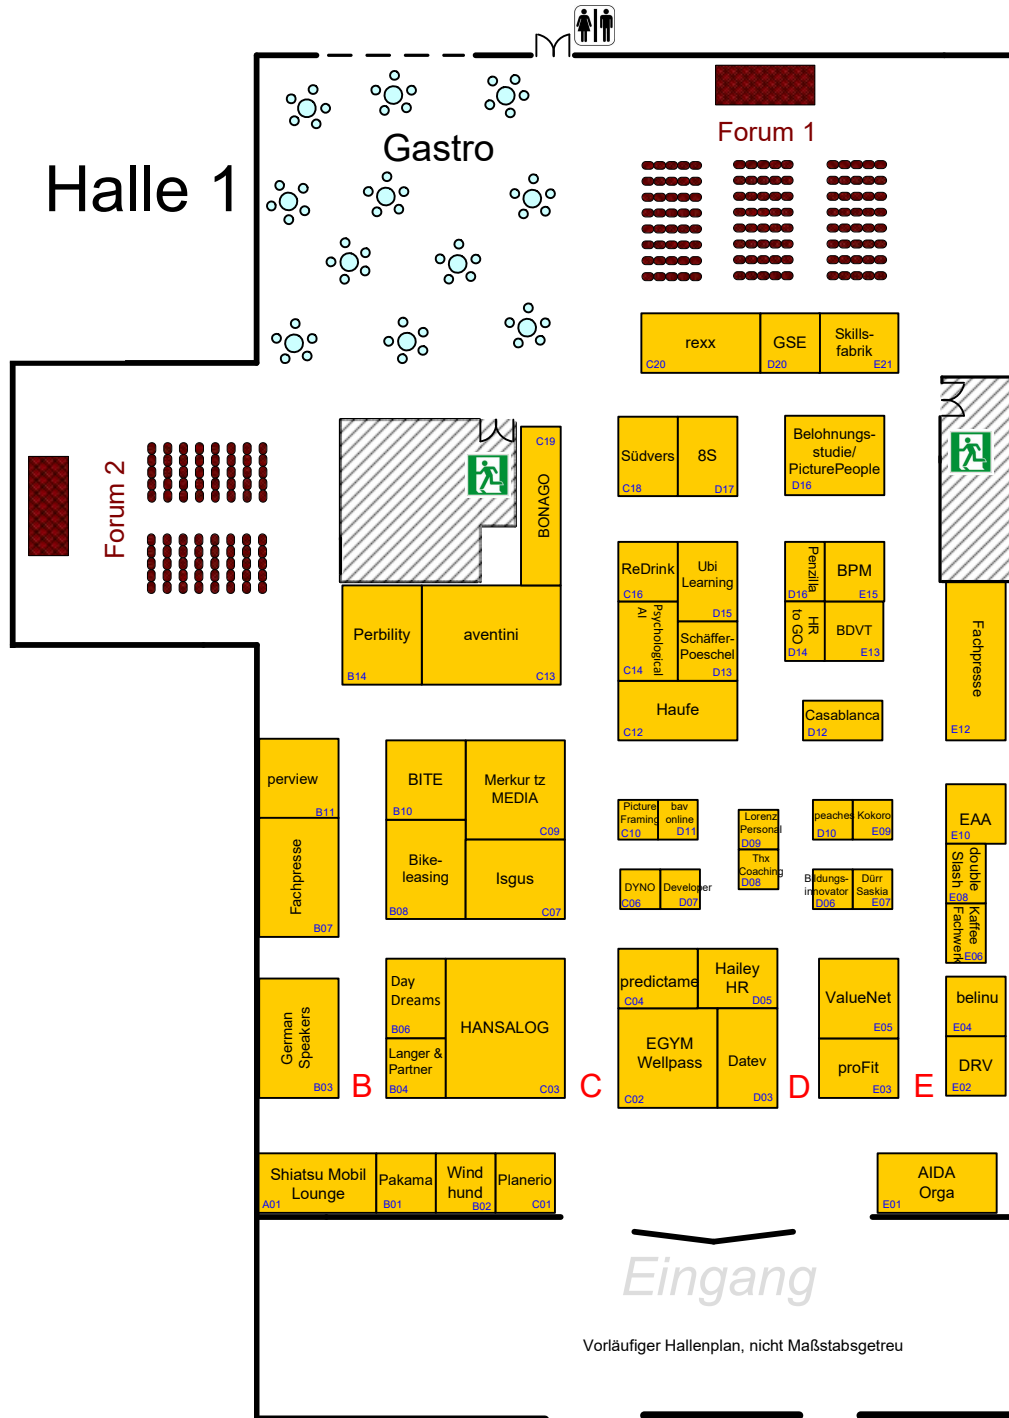 Halle 1
Gastro
Forum 1
Forum 2
rexx
C20
GSE
D20
Skills-
fabrik
E21
C19
BONAGO
Südvers
C18
8S
D17
Belohnungs-
studie/
PicturePeople
D16
ReDrink
C16
Ubi
Learning
D15
Penzilla
D16
BPM
E15
Psychological
AI
C14
Schäffer-
Poeschel
D13
HR
to GO
D14
BDVT
E13
Perbility
B14
aventini
C13
Haufe
C12
Casablanca
D12
Fachpresse
E12
perview
B11
BITE
B10
Merkur tz
MEDIA
C09
Picture
Framing
C10
bav
online
D11
Lorenz
Personal
D09
peaches
D10
Kokoro
E09
EAA
E10
Fachpresse
B07
Bike-
leasing
B08
Isgus
C07
DYNO
C06
Developer
D07
Thx
Coaching
D08
Bildungs-
innovator
D06
Dürr
Saskia
E07
double
Slash
E08
Kaffee
Fachwerk
E06
German
Speakers
B03
Day
Dreams
B06
HANSALOG
C03
Langer &
Partner
B04
predictame
C04
Hailey
HR
D05
EGYM
Wellpass
C02
Datev
D03
ValueNet
E05
proFit
E03
belinu
E04
DRV
E02
B
C
D
E
Shiatsu Mobil
Lounge
A01
Pakama
B01
Wind
hund
B02
Planerio
C01
AIDA
Orga
E01
Eingang
Vorläufiger Hallenplan, nicht Maßstabsgetreu